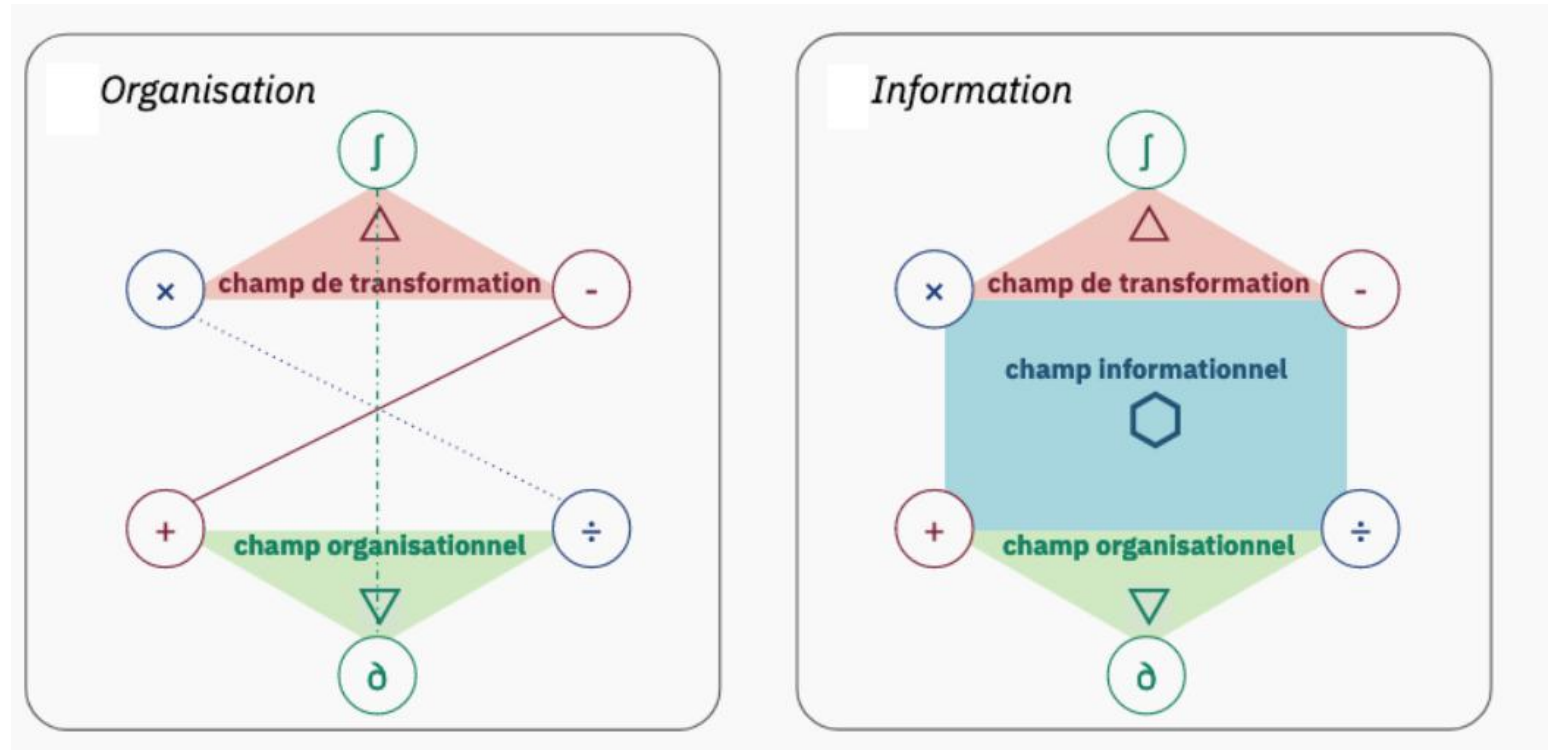 Organisation
∫
×
champ de transformation
-
+
champ organisationnel
÷
∂
Information
∫
×
champ de transformation
-
champ informationnel
+
champ organisationnel
÷
∂